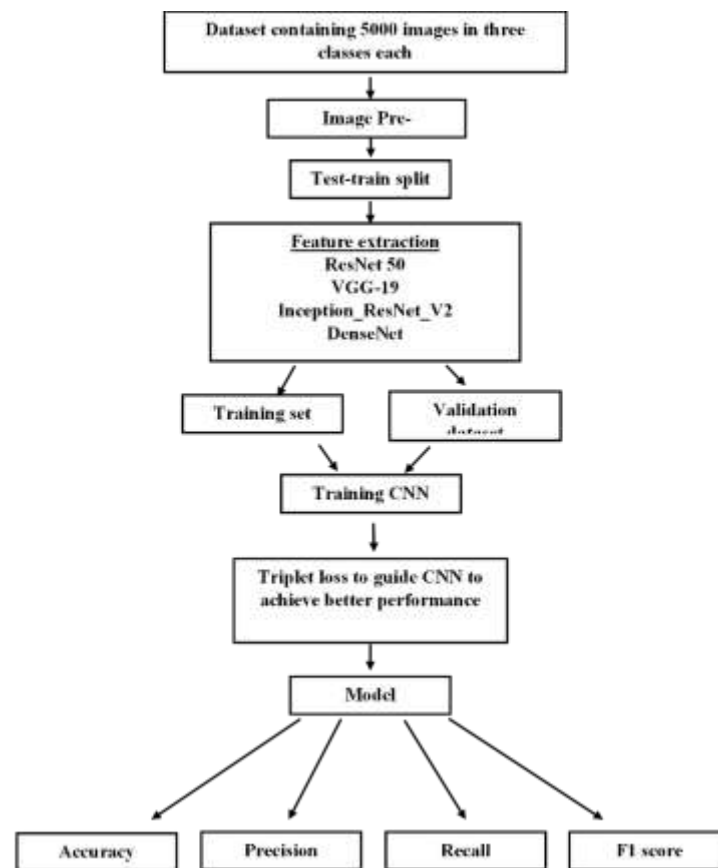 Dataset containing 5000 images in three
classes each
Image Pre-
Test-train split
Feature extraction
ResNet 50
VGG-19
Inception_ResNet_V2
DenseNet
Training set
Validation
dataset
Training CNN
Triplet loss to guide CNN to
achieve better performance
Model
Accuracy
Precision
Recall
F1 score